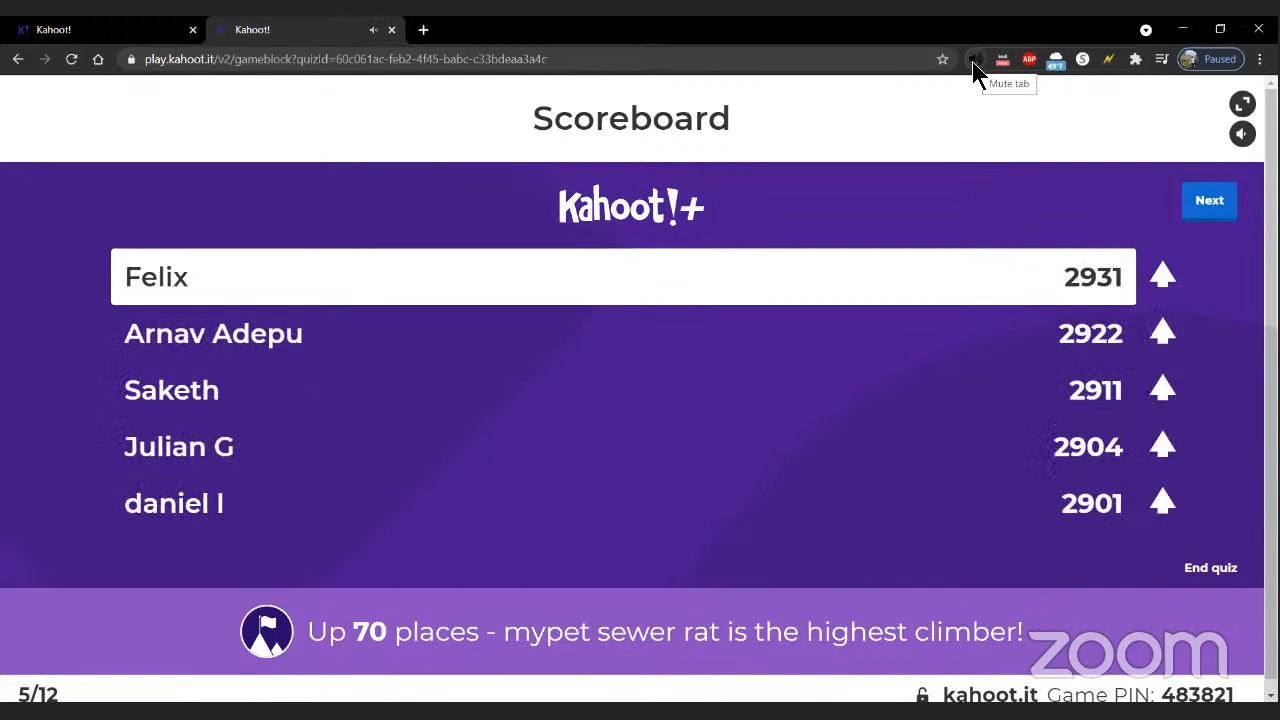 Kahoot!
Kahoot!
play.kahoot.it/v2/gameblock?quizId=60c061ac-feb2-4f45-babc-c33bdeaa3a4c
ABP
49°F
S
Paused
Mute tab
Scoreboard
Kahoot!+
Next
Felix 2931
Arnav Adepu 2922
Saketh 2911
Julian G 2904
daniel l 2901
End quiz
Up 70 places - mypet sewer rat is the highest climber!
zoom
5/12
kahoot.it Game PIN: 483821